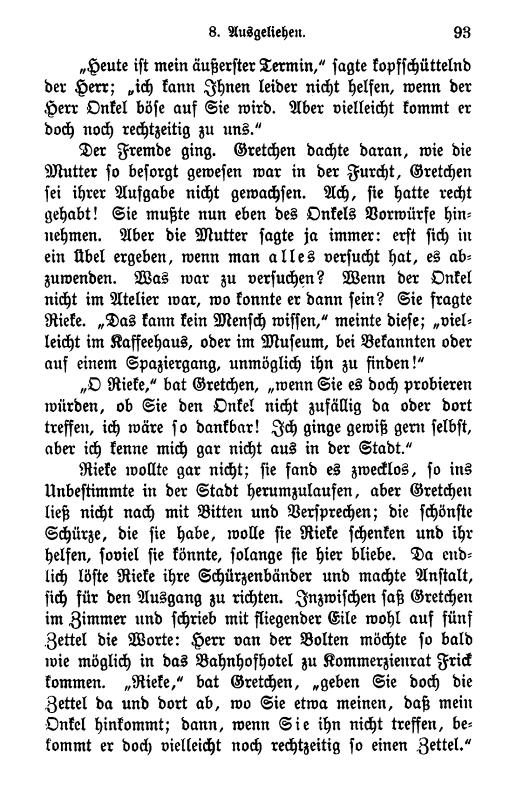 8. Ausgeliehen. 93
„Heute ist mein äußerster Termin,“ sagte kopfschüttelnd
der Herr; „ich kann Ihnen leider nicht helfen, wenn der
Herr Onkel böse auf Sie wird. Aber vielleicht kommt er
doch noch rechtzeitig zu uns.“
Der Fremde ging. Gretchen dachte daran, wie die
Mutter so besorgt gewesen war in der Furcht, Gretchen
sei ihrer Aufgabe nicht gewachsen. Ach, sie hatte recht
gehabt! Sie mußte nun eben des Onkels Vorwürfe hin-
nehmen. Aber die Mutter sagte ja immer: erst sich in
ein Übel ergeben, wenn man alles versucht hat, es ab-
zuwenden. Was war zu versuchen? Wenn der Onkel
nicht im Atelier war, wo konnte er dann sein? Sie fragte
Rieke. „Das kann kein Mensch wissen,“ meinte diese; „viel-
leicht im Kaffeehaus, oder im Museum, bei Bekannten oder
auf einem Spaziergang, unmöglich ihn zu finden!“
„O Rieke,“ bat Gretchen, „wenn Sie es doch probieren
würden, ob Sie den Onkel nicht zufällig da oder dort
treffen, ich wäre so dankbar! Ich ginge gewiß gern selbst,
aber ich kenne mich gar nicht aus in der Stadt.“
Rieke wollte gar nicht; sie fand es zwecklos, so ins
Unbestimmte in der Stadt herumzulaufen, aber Gretchen
ließ nicht nach mit Bitten und Versprechen; die schönste
Schürze, die sie habe, wolle sie Rieke schenken und ihr
helfen, soviel sie könnte, solange sie hier bliebe. Da end-
lich löste Rieke ihre Schürzenbänder und machte Anstalt,
sich für den Ausgang zu richten. Inzwischen saß Gretchen
im Zimmer und schrieb mit fliegender Eile wohl auf fünf
Zettel die Worte: Herr van der Bolten möchte so bald
wie möglich in das Bahnhofhotel zu Kommerzienrat Frick
kommen. „Rieke,“ bat Gretchen, „geben Sie doch die
Zettel da und dort ab, wo Sie etwa meinen, daß mein
Onkel hinkommt; dann, wenn Sie ihn nicht treffen, be-
kommt er doch vielleicht noch rechtzeitig so einen Zettel.“